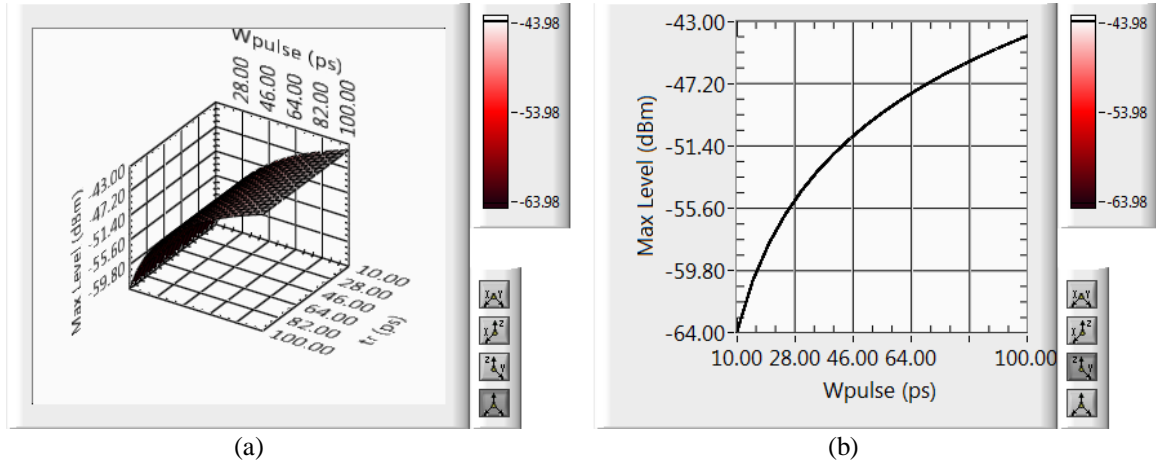 Wpulse (ps)
28.00
46.00
64.00
82.00
100.00
-43.00
-47.20
-51.40
-55.60
-59.80
Max Level (dBm)
10.00
28.00
46.00
64.00
82.00
100.00
tr (ps)
-43.98
-53.98
-63.98
X Y
X Z
Z Y
(a)
-43.00
-47.20
-51.40
-55.60
-59.80
-64.00
Max Level (dBm)
10.00 28.00 46.00 64.00 100.00
Wpulse (ps)
-43.98
-53.98
-63.98
X Y
X Z
Z Y
(b)